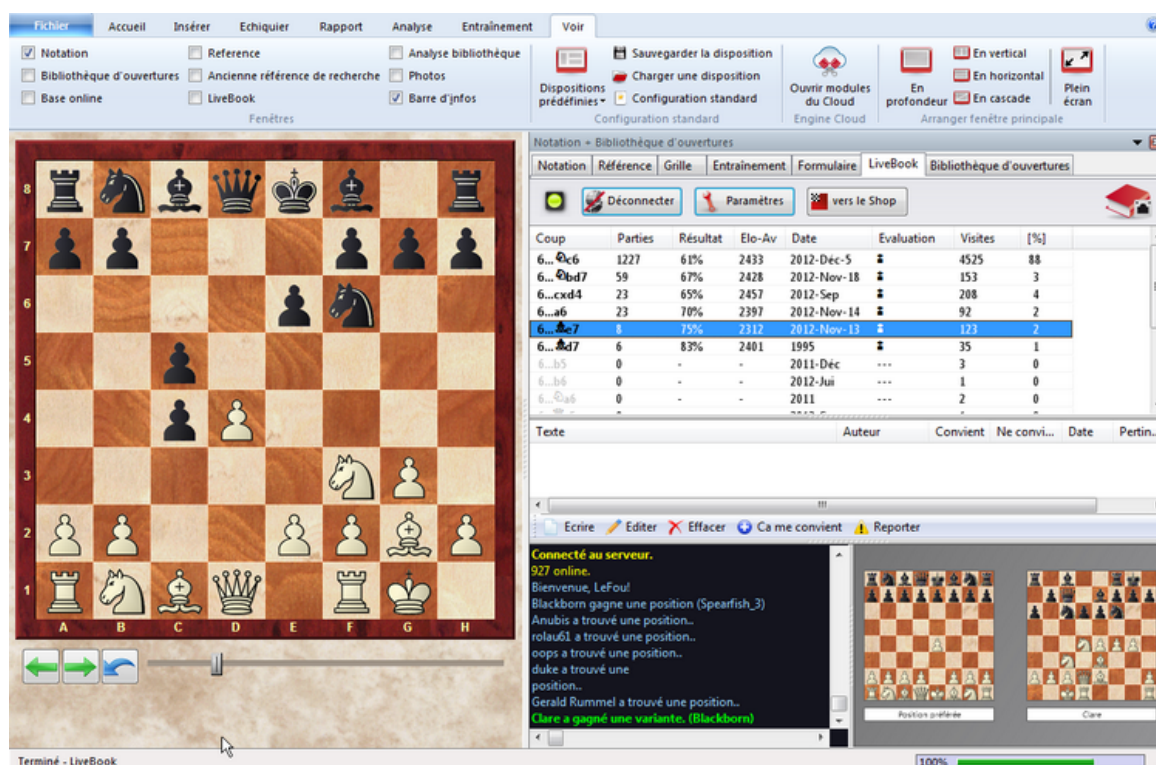 Fichier Accueil Insérer Echiquier Rapport Analyse Entraînement Voir
Notation Reference Analyse bibliothèque
Bibliothèque d'ouvertures Ancienne référence de recherche Photos
Base online LiveBook Barre d'infos
Fenêtres
Dispositions prédéfinies
Sauvegarder la disposition
Charger une disposition
Configuration standard
Configuration standard
Ouvrir modules du Cloud
Engine Cloud
En profondeur
En vertical
En horizontal
En cascade
Plein écran
Arranger fenêtre principale
Notation + Bibliothèque d'ouvertures
Notation Référence Grille Entraînement Formulaire LiveBook Bibliothèque d'ouvertures
Déconnecter Paramètres vers le Shop
Coup Parties Résultat Elo-Av Date Evaluation Visites [%]
6... ♘c6 1227 61% 2433 2012-Déc-5 4525 88
6... ♘bd7 59 67% 2428 2012-Nov-18 153 3
6...cxd4 23 65% 2457 2012-Sep 208 4
6...a6 23 70% 2397 2012-Nov-14 92 2
6...♝e7 8 75% 2312 2012-Nov-13 123 2
6...♝d7 6 83% 2401 1995 35 1
6...b5 0 - - 2011-Déc --- 3 0
6...b6 0 - - 2012-Jui --- 1 0
6...♘a6 0 - - 2011 --- 2 0
Texte Auteur Convient Ne convi... Date Pertin...
Ecrire Editer Effacer Ca me convient Reporter
Connecté au serveur.
927 online.
Bienvenue, LeFou!
Blackborn gagne une position (Spearfish_3)
Anubis a trouvé une position..
rolau61 a trouvé une position..
oops a trouvé une position..
duke a trouvé une
position..
Gerald Rummel a trouvé une position..
Clare a gagné une variante. (Blackborn)
Position préférée
Clare
8
7
6
5
4
3
2
1
A B C D E F G H
Terminé - LiveBook
100%